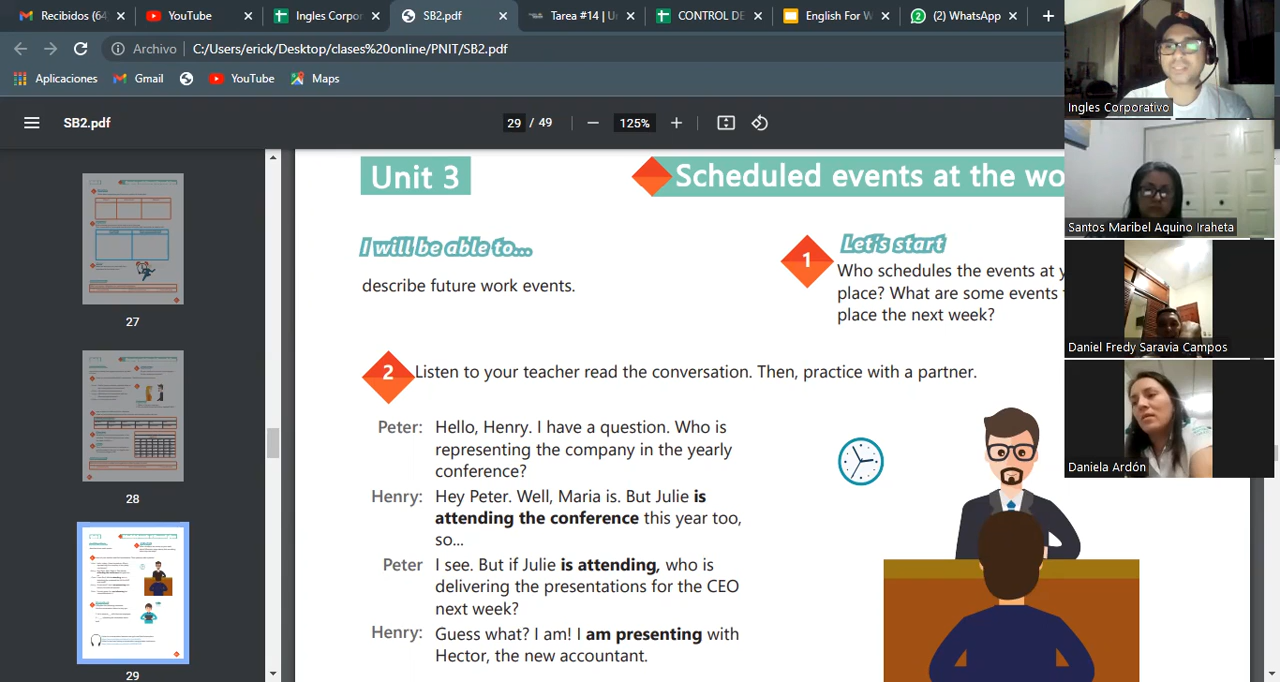 Recibidos (64
YouTube
Ingles Corpor
SB2.pdf
Tarea #14 | U
CONTROL DE
English For W
(2) WhatsApp
Archivo
C:/Users/erick/Desktop/clases%20online/PNIT/SB2.pdf
Aplicaciones
Gmail
YouTube
Maps
SB2.pdf
29 / 49
125%
27
28
29
Unit 3
Scheduled events at the wo
I will be able to...
describe future work events.
1
Let's start
Who schedules the events at y
place? What are some events
place the next week?
2
Listen to your teacher read the conversation. Then, practice with a partner.
Peter: Hello, Henry. I have a question. Who is
representing the company in the yearly
conference?
Henry: Hey Peter. Well, Maria is. But Julie is
attending the conference this year too,
so...
Peter I see. But if Julie is attending, who is
delivering the presentations for the CEO
next week?
Henry: Guess what? I am! I am presenting with
Hector, the new accountant.
Ingles Corporativo
Santos Maribel Aquino Iraheta
Daniel Fredy Saravia Campos
Daniela Ardón